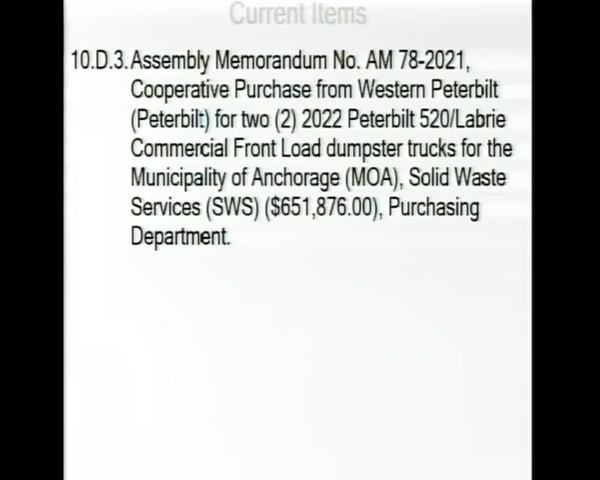 Current Items
10.D.3. Assembly Memorandum No. AM 78-2021,
Cooperative Purchase from Western Peterbilt
(Peterbilt) for two (2) 2022 Peterbilt 520/Labrie
Commercial Front Load dumpster trucks for the
Municipality of Anchorage (MOA), Solid Waste
Services (SWS) ($651,876.00), Purchasing
Department.